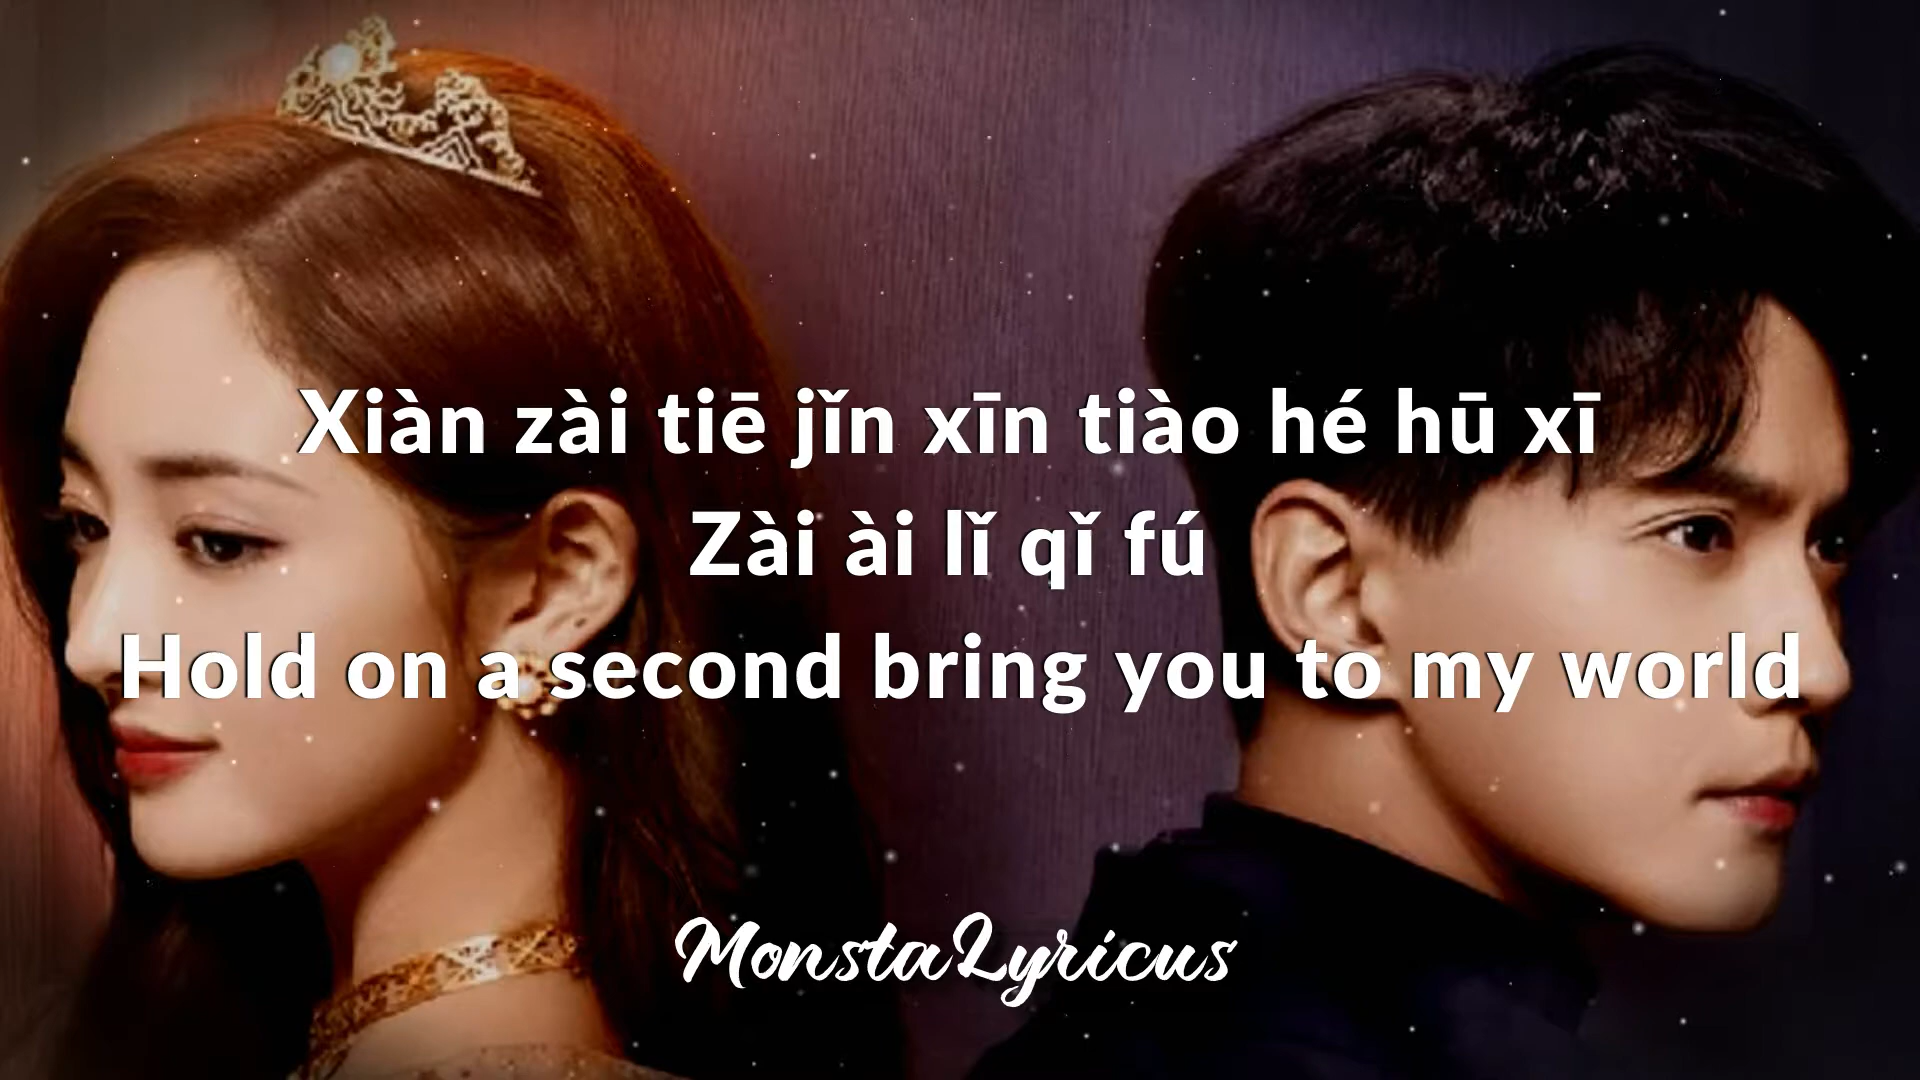 Xiàn zài tiē jǐn xīn tiào hé hū xī
Zài ài lǐ qǐ fú
Hold on a second bring you to my world
MonstaLyricus